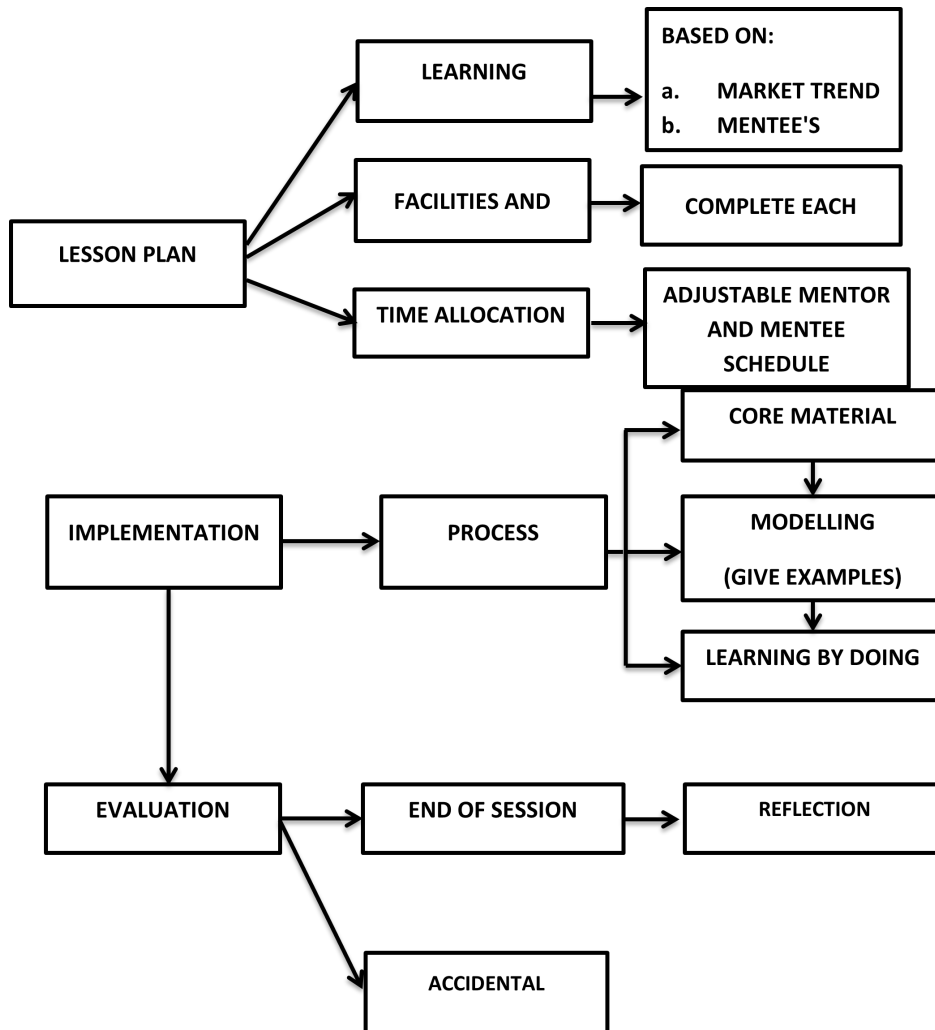 LEARNING
BASED ON:
a. MARKET TREND
b. MENTEE'S
LESSON PLAN
FACILITIES AND
COMPLETE EACH
TIME ALLOCATION
ADJUSTABLE MENTOR
AND MENTEE
SCHEDULE
CORE MATERIAL
IMPLEMENTATION
PROCESS
MODELLING
(GIVE EXAMPLES)
LEARNING BY DOING
EVALUATION
END OF SESSION
REFLECTION
ACCIDENTAL